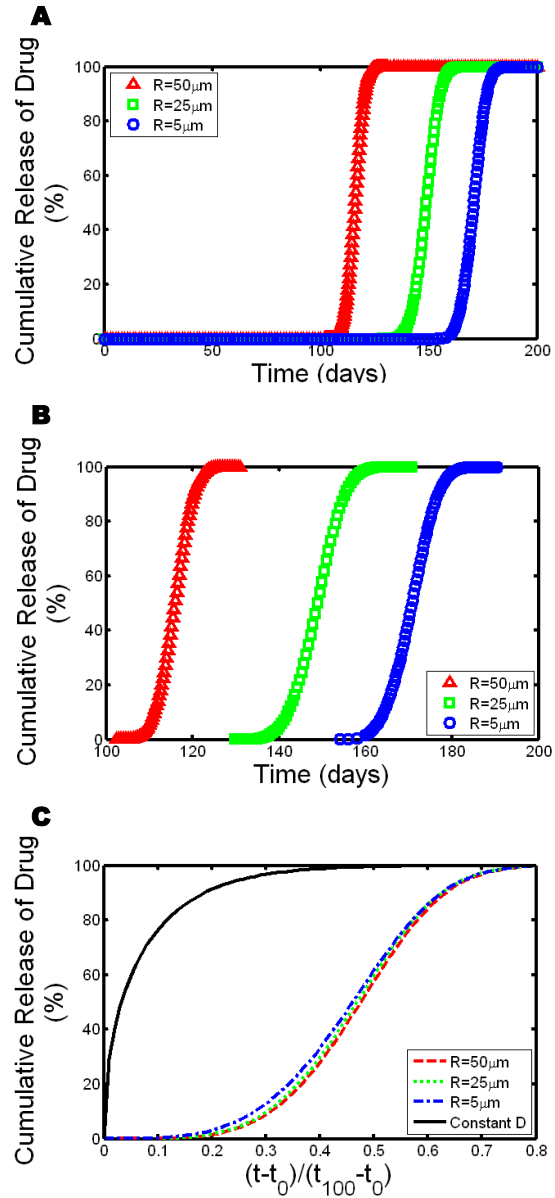 A
Cumulative Release of Drug
(%)
100
80
60
40
20
0
R=50μm
R=25μm
R=5μm
0 50 100 150 200
Time (days)
B
Cumulative Release of Drug
(%)
100
80
60
40
20
0
R=50μm
R=25μm
R=5μm
100 120 140 160 180 200
Time (days)
C
Cumulative Release of Drug
(%)
100
80
60
40
20
0
R=50μm
R=25μm
R=5μm
Constant D
0 0.1 0.2 0.3 0.4 0.5 0.6 0.7 0.8
(t-t0)/(t100-t0)